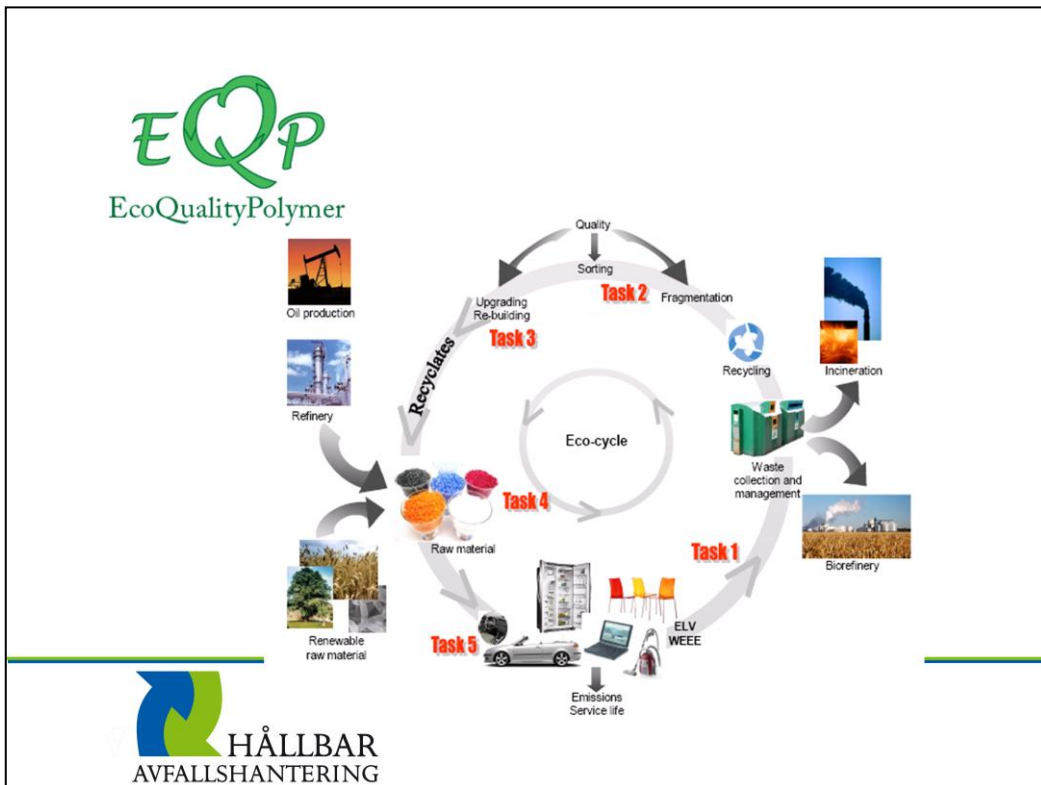 EQP
EcoQualityPolymer
Quality
Sorting
Task 2
Fragmentation
Upgrading
Re-building
Task 3
Oil production
Refinery
Recyclates
Recycling
Incineration
Eco-cycle
Waste
collection and
management
Task 4
Raw material
Task 1
Biorefinery
Renewable
raw material
Task 5
ELV
WEEE
Emissions
Service life
HÅLLBAR
AVFALLSHANTERING